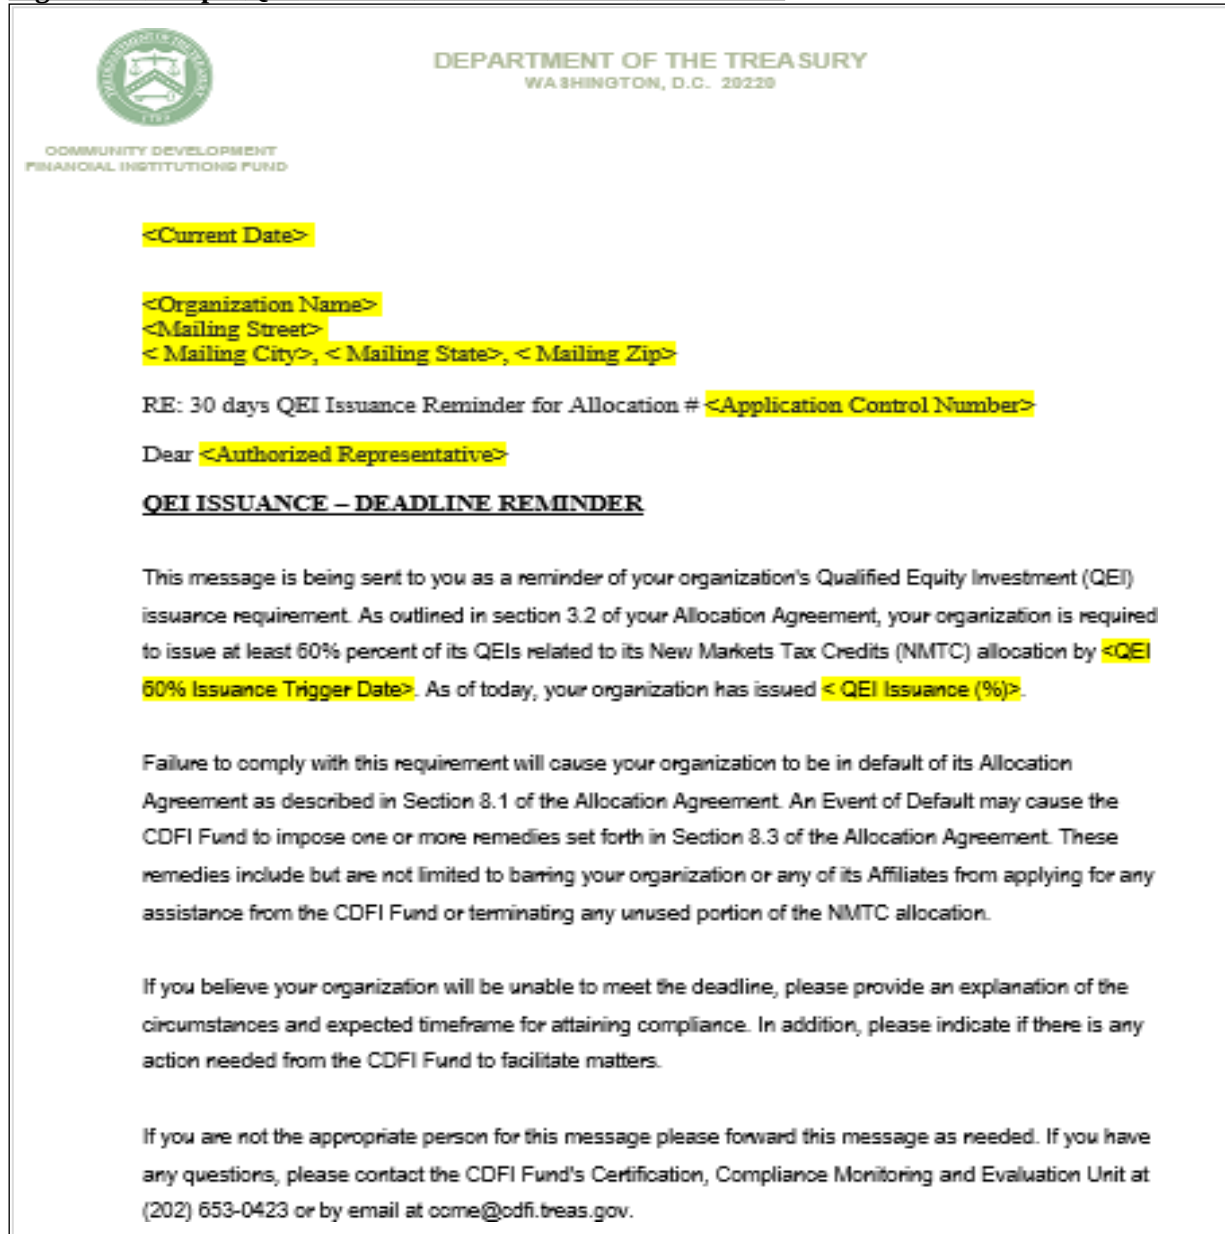 DEPARTMENT OF THE TREASURY
WASHINGTON, D.C. 20220
COMMUNITY DEVELOPMENT
FINANCIAL INSTITUTIONS FUND
<Current Date>
<Organization Name>
<Mailing Street>
< Mailing City>, < Mailing State>, < Mailing Zip>
RE: 30 days QEI Issuance Reminder for Allocation # <Application Control Number>
Dear <Authorized Representative>
QEI ISSUANCE – DEADLINE REMINDER
This message is being sent to you as a reminder of your organization's Qualified Equity Investment (QEI)
issuance requirement. As outlined in section 3.2 of your Allocation Agreement, your organization is required
to issue at least 60% percent of its QEIs related to its New Markets Tax Credits (NMTC) allocation by <QEI
60% Issuance Trigger Date>. As of today, your organization has issued < QEI Issuance (%)>.
Failure to comply with this requirement will cause your organization to be in default of its Allocation
Agreement as described in Section 8.1 of the Allocation Agreement. An Event of Default may cause the
CDFI Fund to impose one or more remedies set forth in Section 8.3 of the Allocation Agreement. These
remedies include but are not limited to barring your organization or any of its Affiliates from applying for any
assistance from the CDFI Fund or terminating any unused portion of the NMTC allocation.
If you believe your organization will be unable to meet the deadline, please provide an explanation of the
circumstances and expected timeframe for attaining compliance. In addition, please indicate if there is any
action needed from the CDFI Fund to facilitate matters.
If you are not the appropriate person for this message please forward this message as needed. If you have
any questions, please contact the CDFI Fund's Certification, Compliance Monitoring and Evaluation Unit at
(202) 653-0423 or by email at ccme@cdfi.treas.gov.